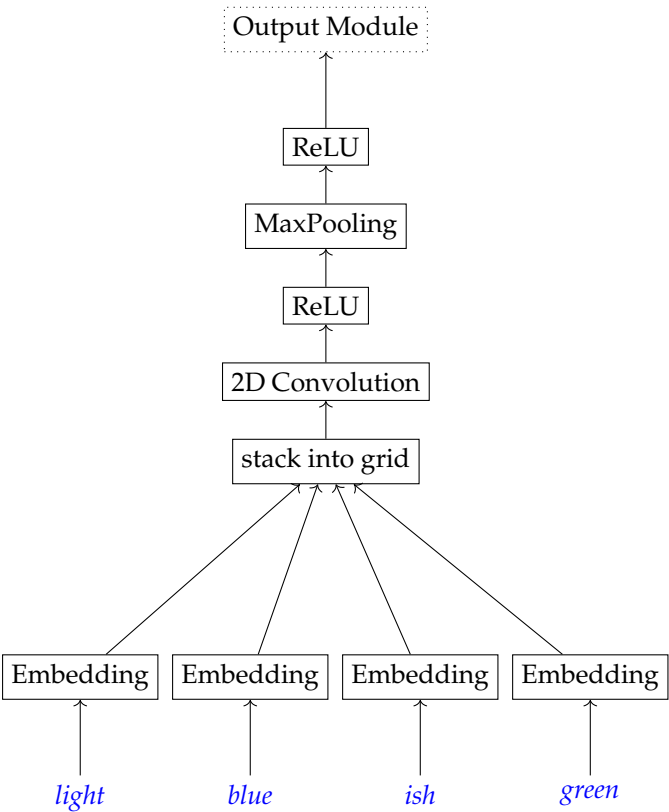 Output Module
ReLU
MaxPooling
ReLU
2D Convolution
stack into grid
Embedding Embedding Embedding Embedding
light blue ish green